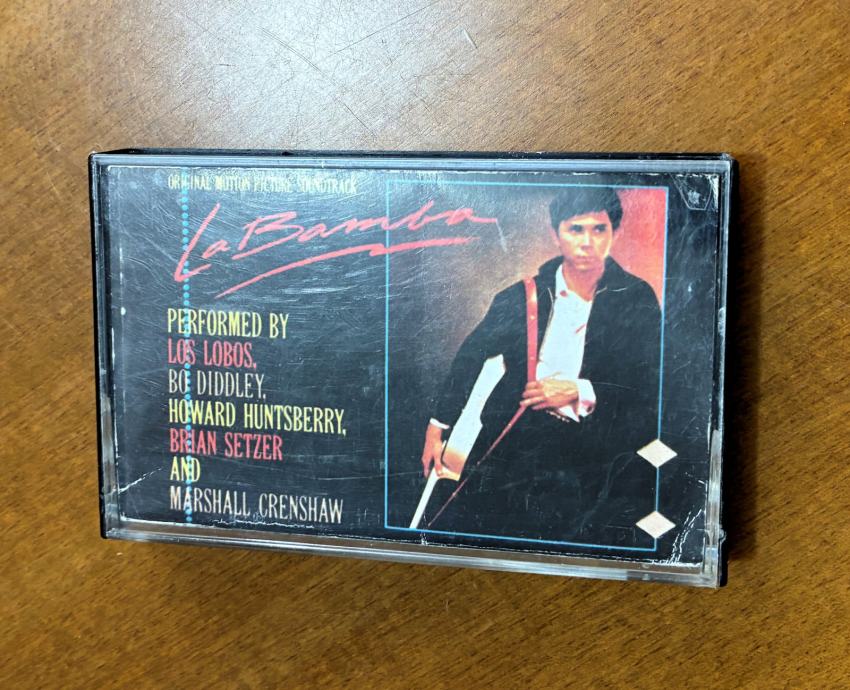 ORIGINAL MOTION PICTURE SOUNDTRACK
La Bamba
PERFORMED BY
LOS LOBOS,
BO DIDDLEY,
HOWARD HUNTSBERRY,
BRIAN SETZER
AND
MARSHALL CRENSHAW